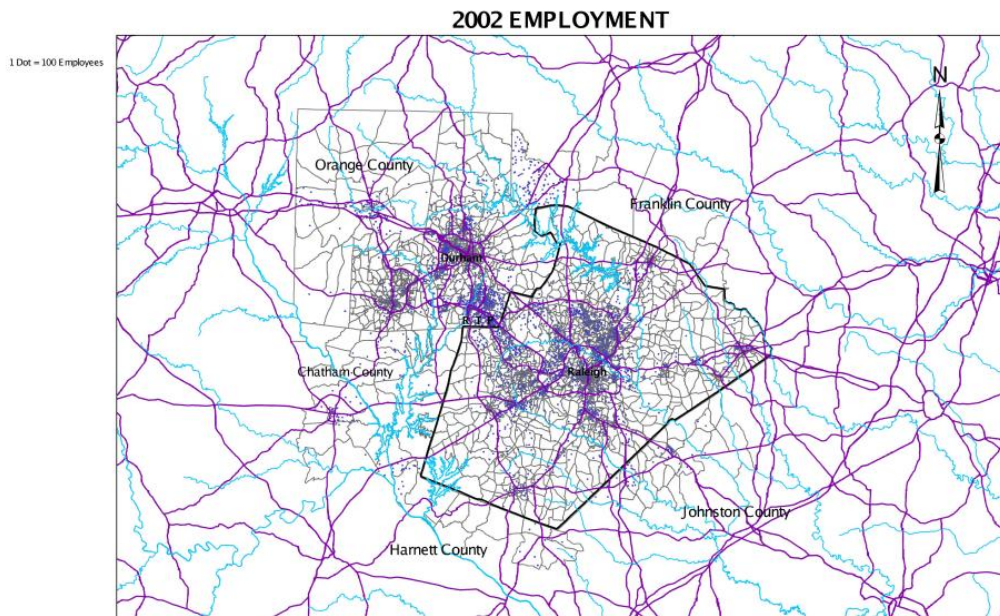 2002 EMPLOYMENT
1 Dot = 100 Employees
N
Orange County
Franklin County
Durham
R T P
Chatham County
Raleigh
Johnston County
Harnett County